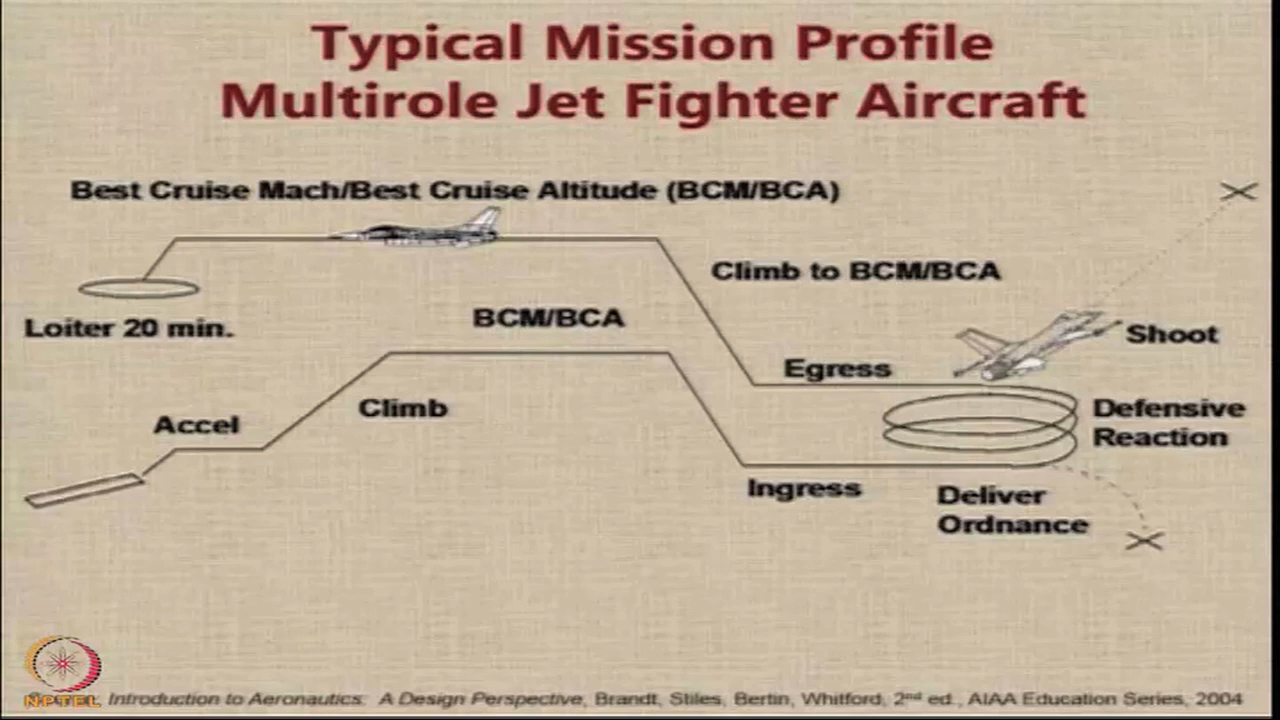 Typical Mission Profile
Multirole Jet Fighter Aircraft
Best Cruise Mach/Best Cruise Altitude (BCM/BCA)
Climb to BCM/BCA
BCM/BCA
Loiter 20 min.
Shoot
Egress
Climb
Accel
Defensive
Reaction
Ingress
Deliver
Ordnance
NPTEL
Introduction to Aeronautics: A Design Perspective, Brandt, Stiles, Bertin, Whitford, 2nd ed., AIAA Education Series, 2004